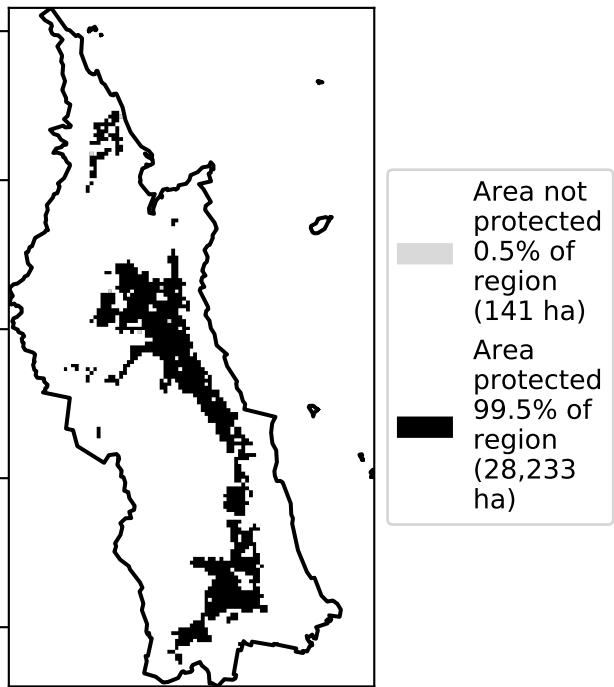 Area not
protected
0.5% of
region
(141 ha)
Area
protected
99.5% of
region
(28,233
ha)